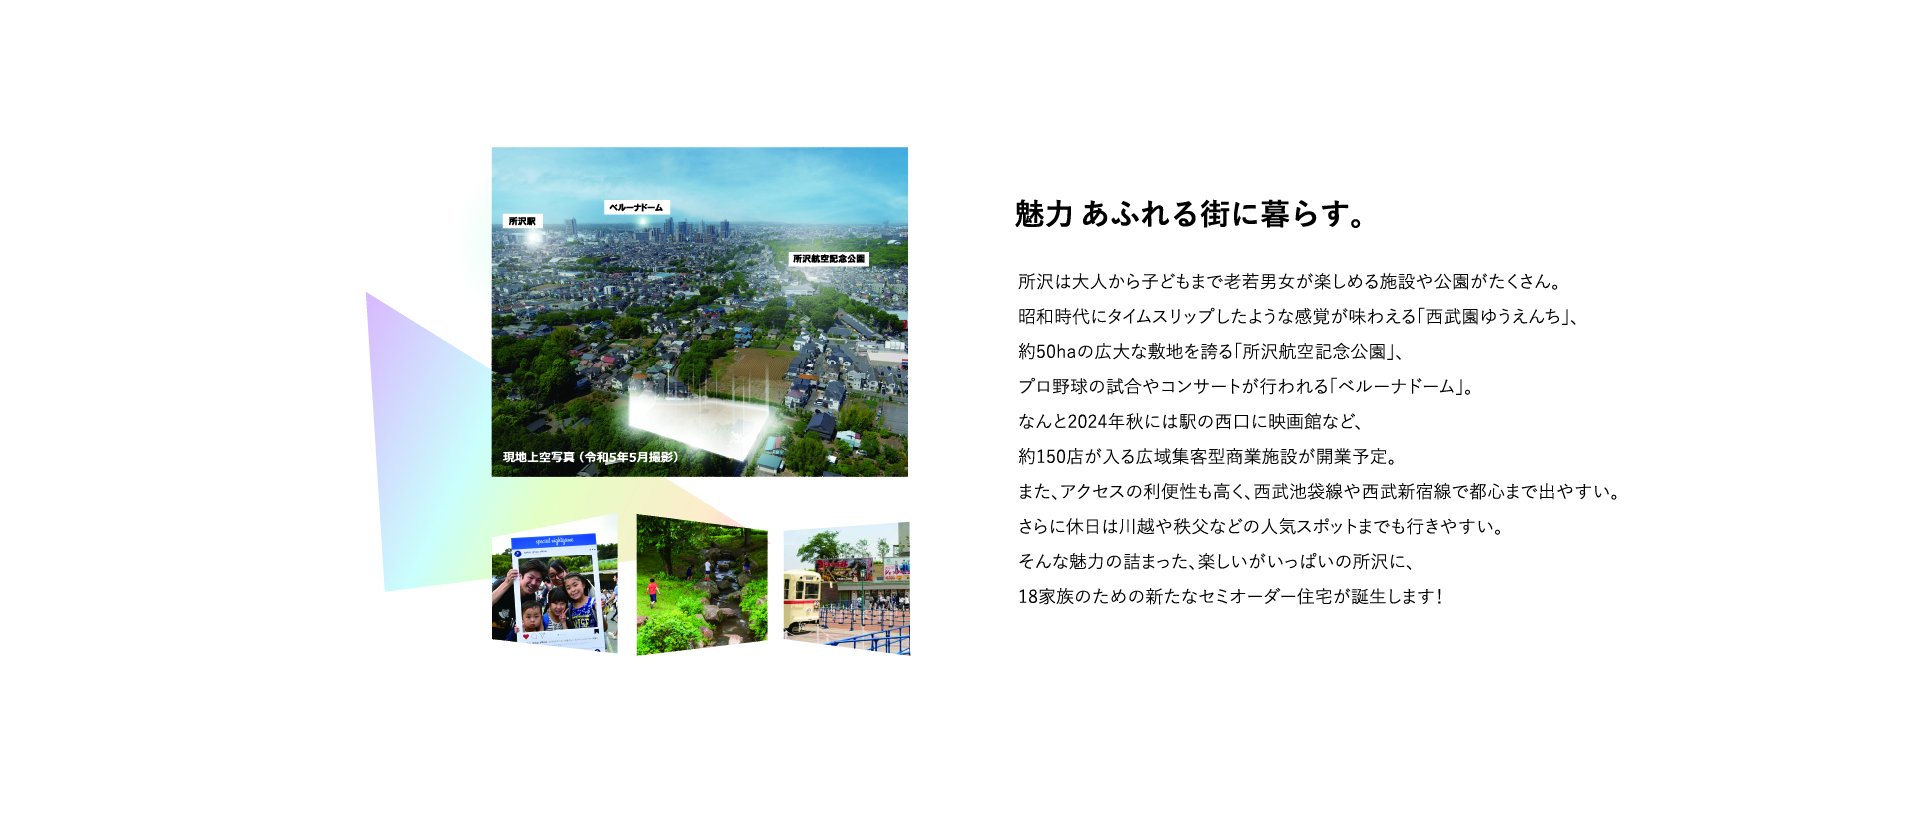 所沢駅
ベルーナドーム
所沢航空記念公園
現地上空写真（令和5年5月撮影）
special nightgame
魅力 あふれる街に暮らす。
所沢は大人から子どもまで老若男女が楽しめる施設や公園がたくさん。
昭和時代にタイムスリップしたような感覚が味わえる「西武園ゆうえんち」、
約50haの広大な敷地を誇る「所沢航空記念公園」、
プロ野球の試合やコンサートが行われる「ベルーナドーム」。
なんと2024年秋には駅の西口に映画館など、
約150店が入る広域集客型商業施設が開業予定。
また、アクセスの利便性も高く、西武池袋線や西武新宿線で都心まで出やすい。
さらに休日は川越や秩父などの人気スポットまでも行きやすい。
そんな魅力の詰まった、楽しいがいっぱいの所沢に、
18家族のための新たなセミオーダー住宅が誕生します！